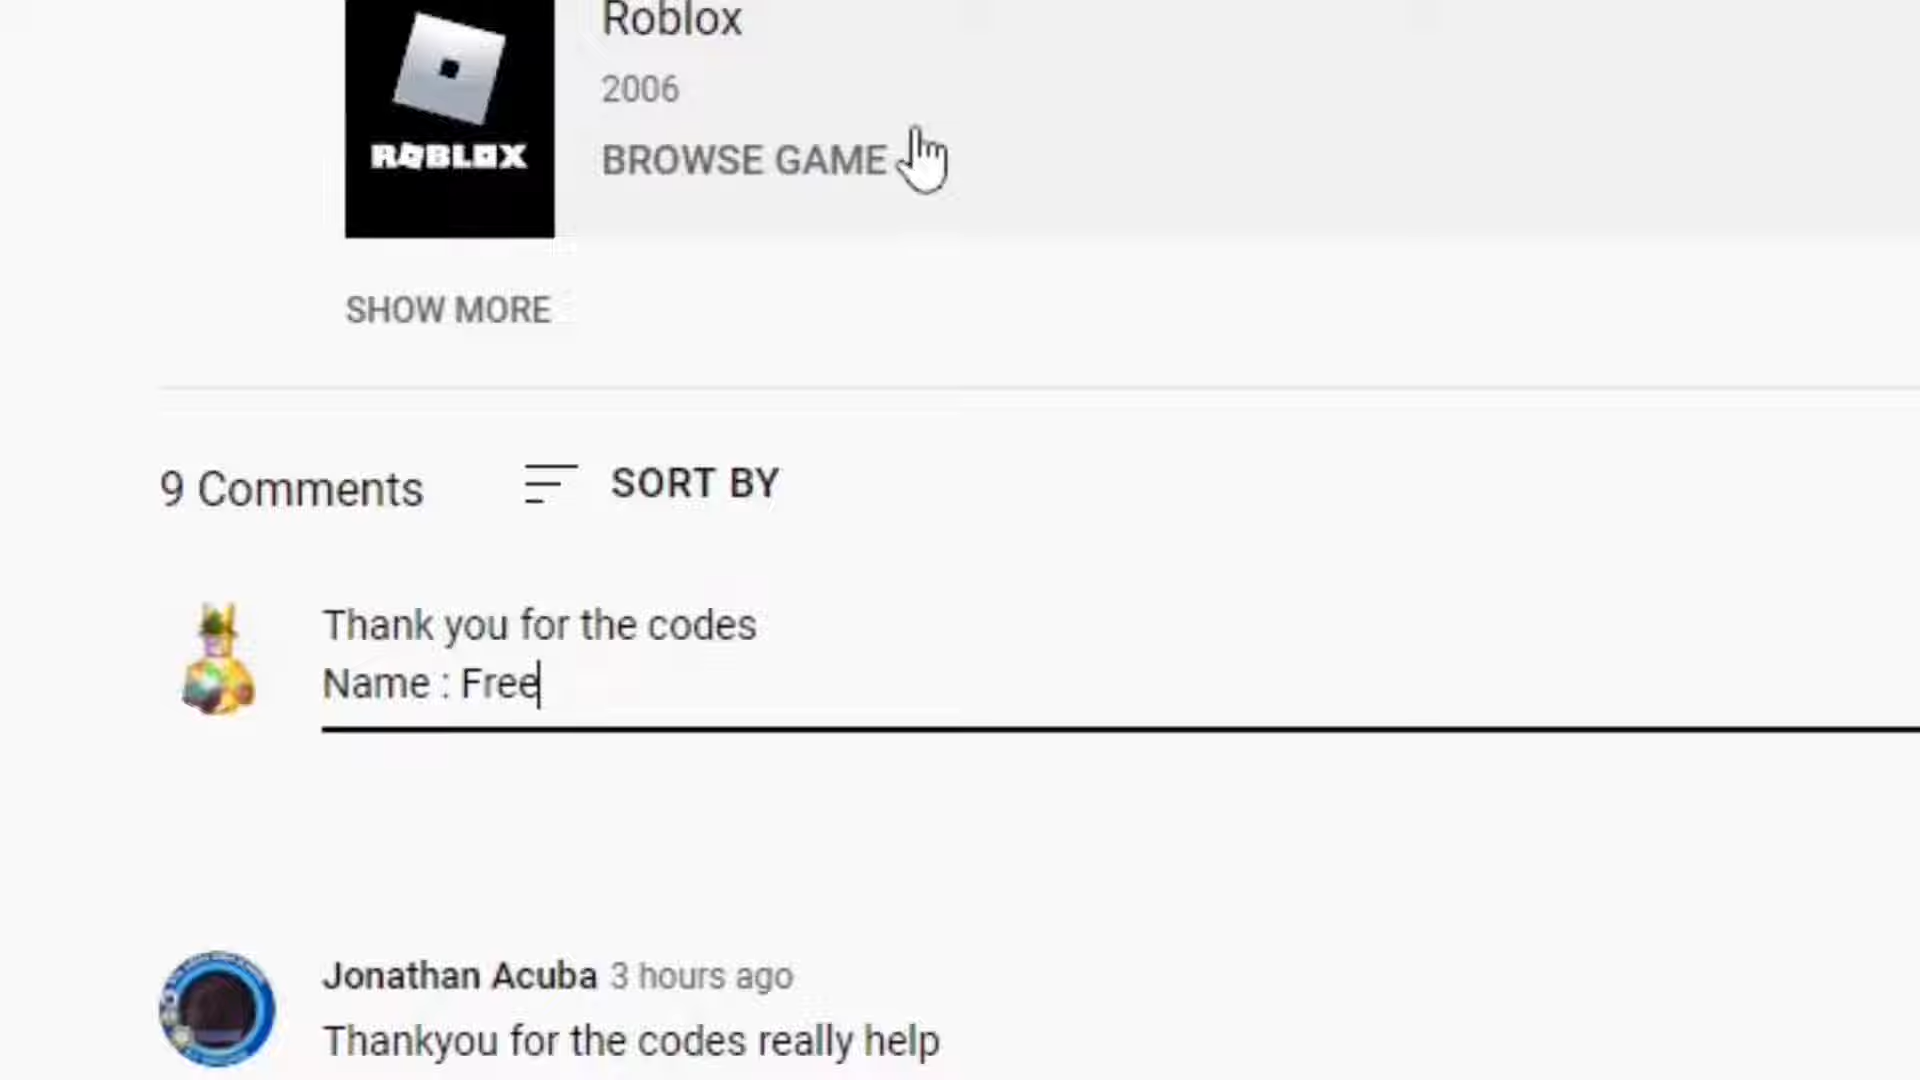 Roblox
2006
BROWSE GAME
ROBLOX
SHOW MORE
9 Comments
SORT BY
Thank you for the codes
Name : Free
Jonathan Acuba 3 hours ago
Thankyou for the codes really help